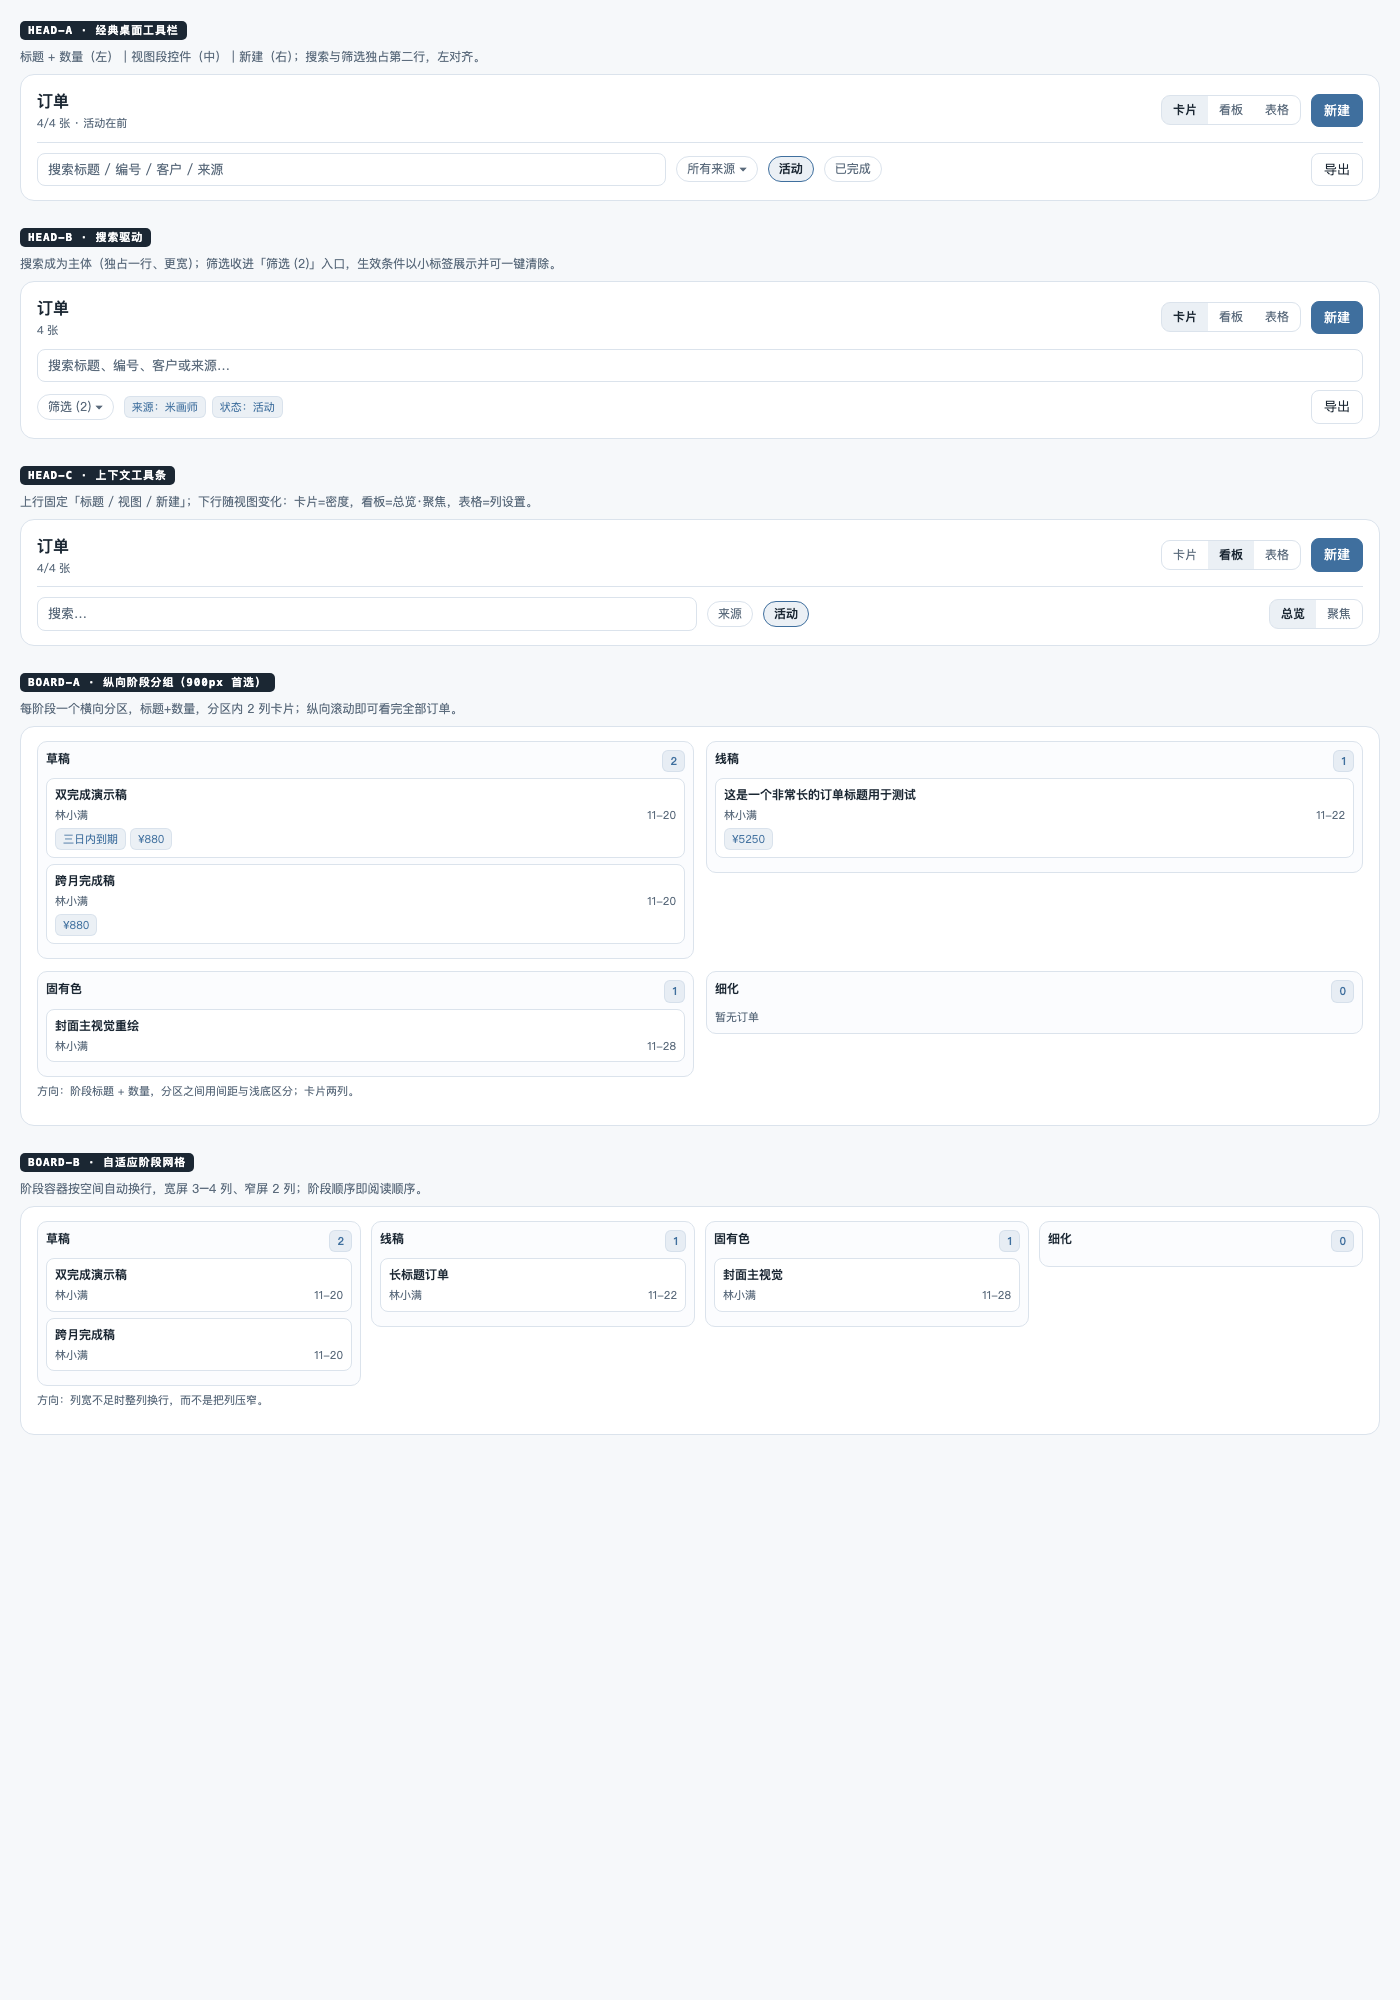 HEAD-A · 经典桌面工具栏
标题 + 数量（左）｜视图段控件（中）｜新建（右）；搜索与筛选独占第二行，左对齐。
订单
4/4 张 · 活动在前
卡片 看板 表格 新建
搜索标题 / 编号 / 客户 / 来源 所有来源 活动 已完成 导出
HEAD-B · 搜索驱动
搜索成为主体（独占一行、更宽）；筛选收进「筛选 (2)」入口，生效条件以小标签展示并可一键清除。
订单
4 张
卡片 看板 表格 新建
搜索标题、编号、客户或来源…
筛选 (2) 来源：米画师 状态：活动 导出
HEAD-C · 上下文工具条
上行固定「标题 / 视图 / 新建」；下行随视图变化：卡片=密度，看板=总览·聚焦，表格=列设置。
订单
4/4 张
卡片 看板 表格 新建
搜索… 来源 活动 总览 聚焦
BOARD-A · 纵向阶段分组（900px 首选）
每阶段一个横向分区，标题+数量，分区内 2 列卡片；纵向滚动即可看完全部订单。
草稿 2
双完成演示稿
林小满 11-20
三日内到期 ¥880
跨月完成稿
林小满 11-20
¥880
线稿 1
这是一个非常长的订单标题用于测试
林小满 11-22
¥5250
固有色 1
封面主视觉重绘
林小满 11-28
细化 0
暂无订单
方向：阶段标题 + 数量，分区之间用间距与浅底区分；卡片两列。
BOARD-B · 自适应阶段网格
阶段容器按空间自动换行，宽屏 3–4 列、窄屏 2 列；阶段顺序即阅读顺序。
草稿 2
双完成演示稿
林小满 11-20
跨月完成稿
林小满 11-20
线稿 1
长标题订单
林小满 11-22
固有色 1
封面主视觉
林小满 11-28
细化 0
方向：列宽不足时整列换行，而不是把列压窄。